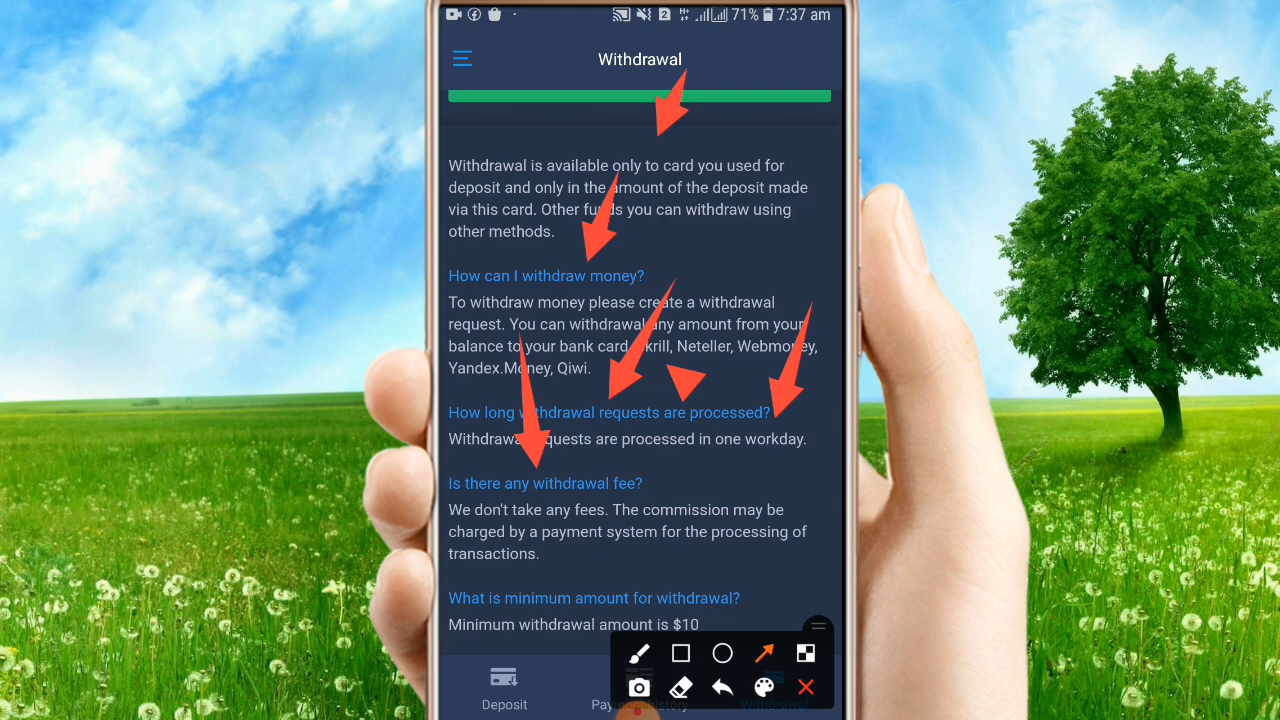 71% 7:37 am
Withdrawal
Withdrawal is available only to card you used for
deposit and only in the amount of the deposit made
via this card. Other funds you can withdraw using
other methods.
How can I withdraw money?
To withdraw money please create a withdrawal
request. You can withdrawal any amount from your
balance to your bank card, Skrill, Neteller, Webmoney,
Yandex.Money, Qiwi.
How long withdrawal requests are processed?
Withdrawal requests are processed in one workday.
Is there any withdrawal fee?
We don't take any fees. The commission may be
charged by a payment system for the processing of
transactions.
What is minimum amount for withdrawal?
Minimum withdrawal amount is $10
Deposit Payment History Withdrawal